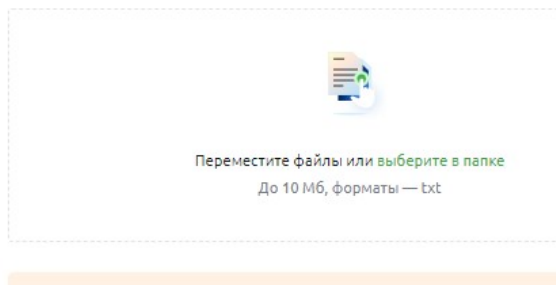 Переместите файлы или выберите в папке
До 10 Мб, форматы — txt